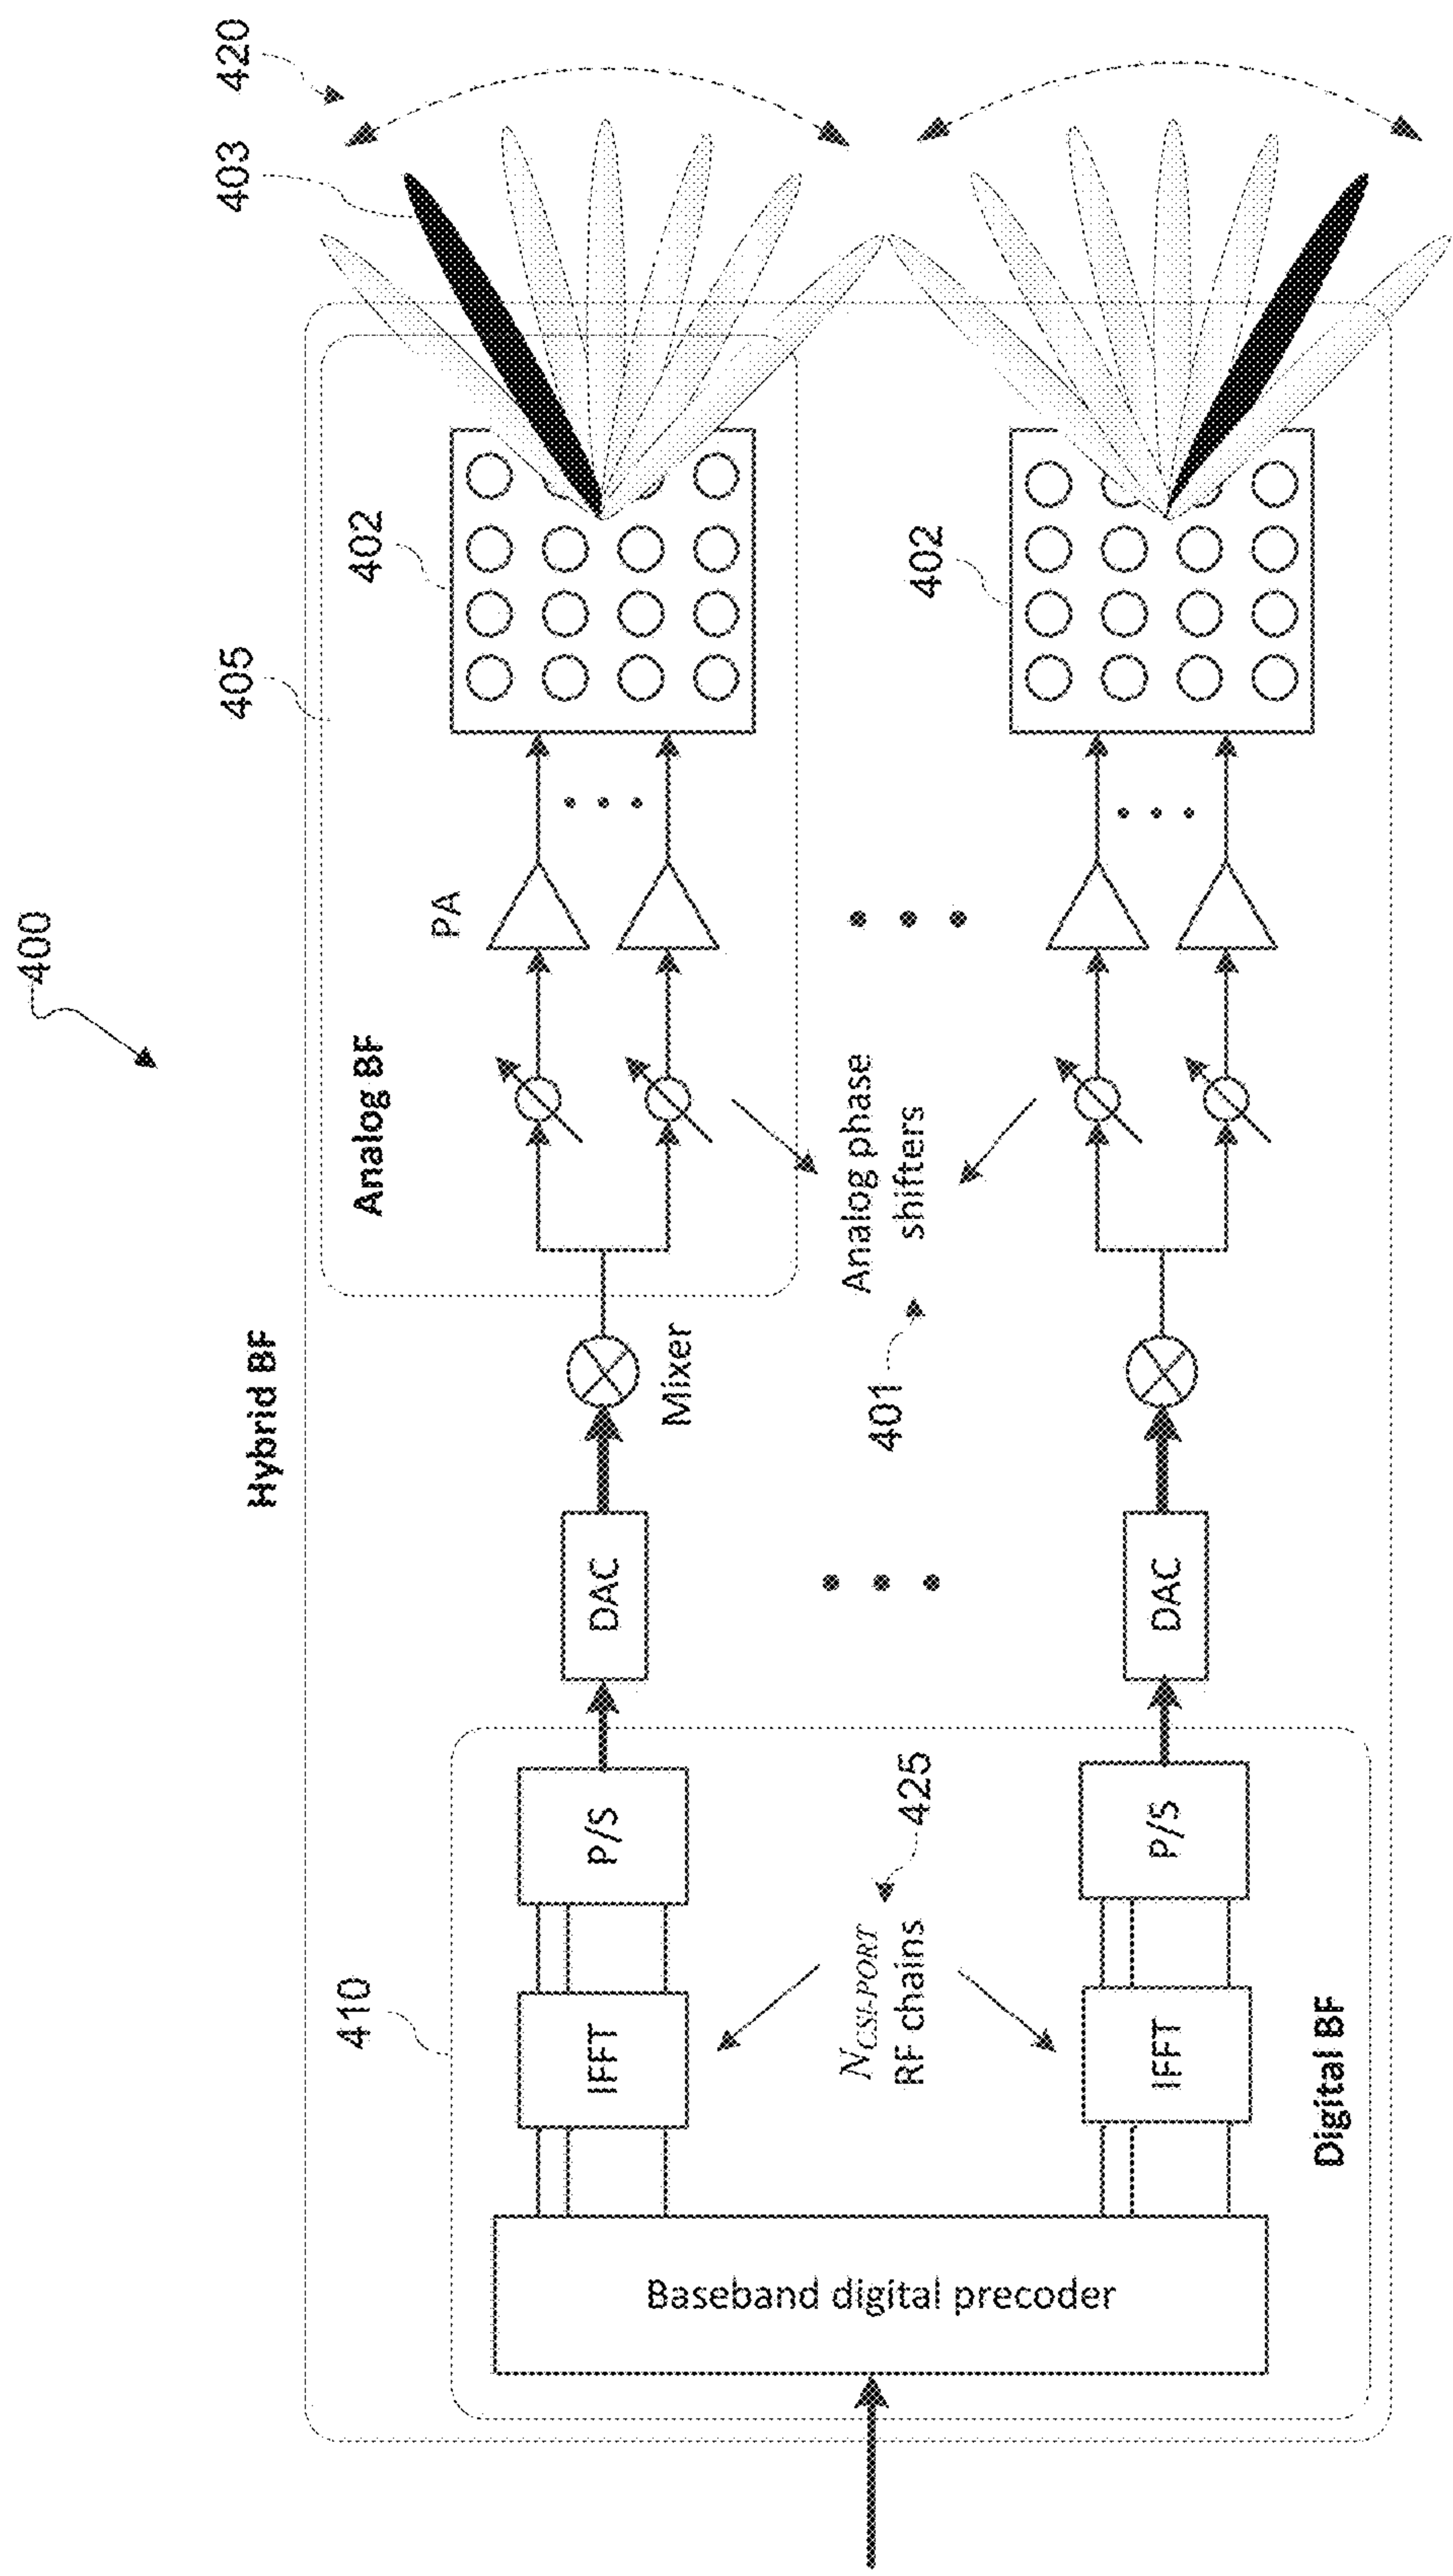 400
Hybrid BF
405
420
403
410
Analog BF
402
PA
IFFT
P/S
DAC
Mixer
Baseband digital precoder
N_CSI-PORT
RF chains
425
401
Analog phase
shifters
402
IFFT
P/S
DAC
Digital BF